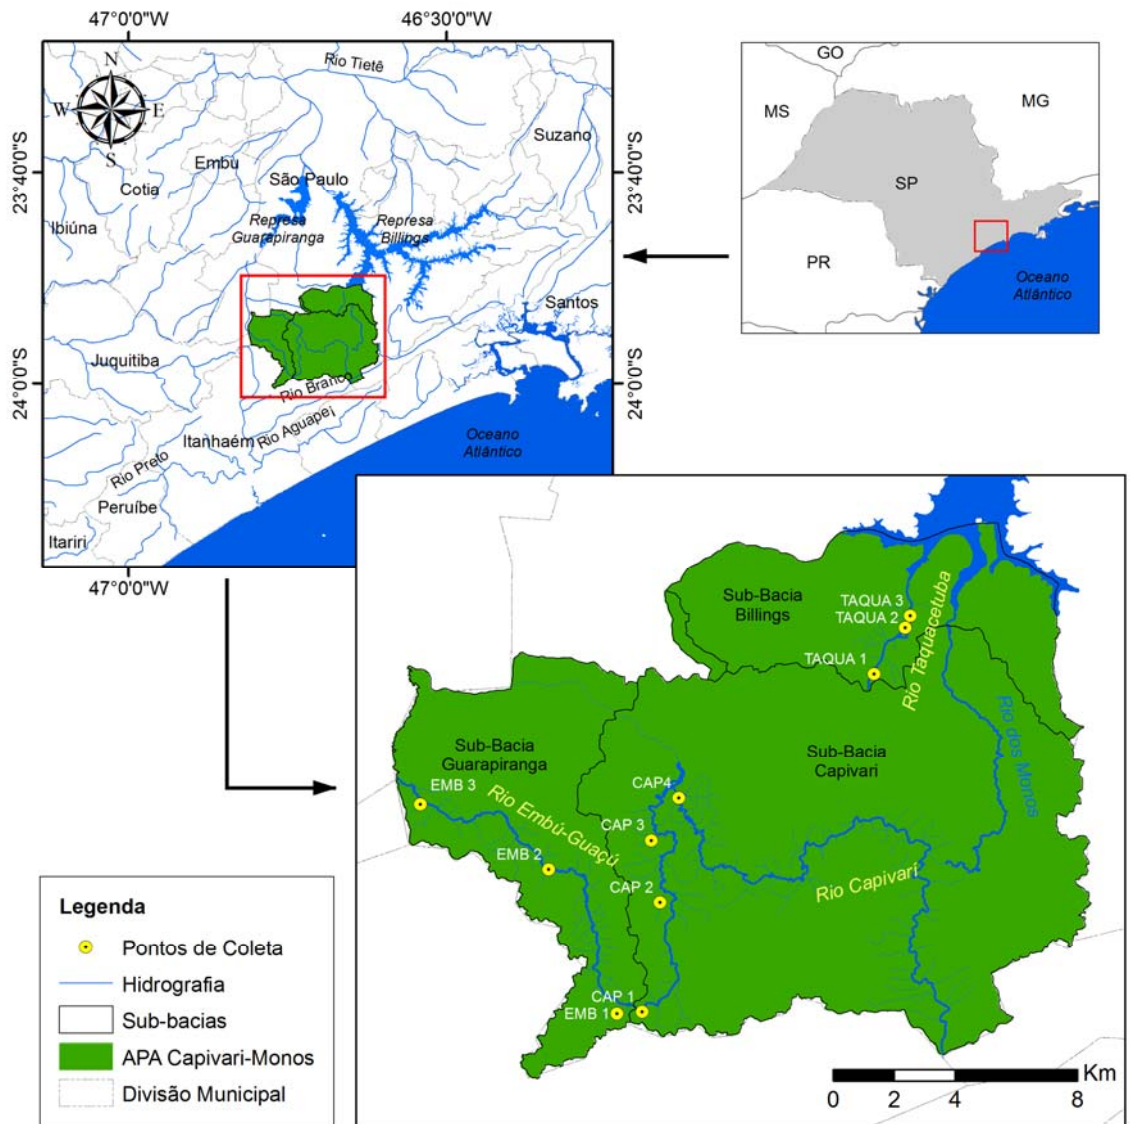 47°0'0"W
46°30'0"W
N
W
E
S
23°40'0"S
24°0'0"S
Rio Tietê
Suzano
Embu
São Paulo
Cotia
Ibiúna
Represa
Guarapiranga
Represa
Billings
Santos
Juquitiba
Rio Branco
Itanhaém
Rio Aguapeí
Oceano
Atlântico
Rio Preto
Peruíbe
Itariri
47°0'0"W
23°40'0"S
24°0'0"S
GO
MS
MG
SP
PR
Oceano
Atlântico
Sub-Bacia
Billings
TAQUA 3
TAQUA 2
TAQUA 1
Rio Taquacetuba
Rio dos Monos
Sub-Bacia
Guarapiranga
Sub-Bacia
Capivari
EMB 3
Rio Embú-Guaçú
CAP4
CAP 3
EMB 2
CAP 2
Rio Capivari
CAP 1
EMB 1
Km
0 2 4 8
Legenda
Pontos de Coleta
Hidrografia
Sub-bacias
APA Capivari-Monos
Divisão Municipal